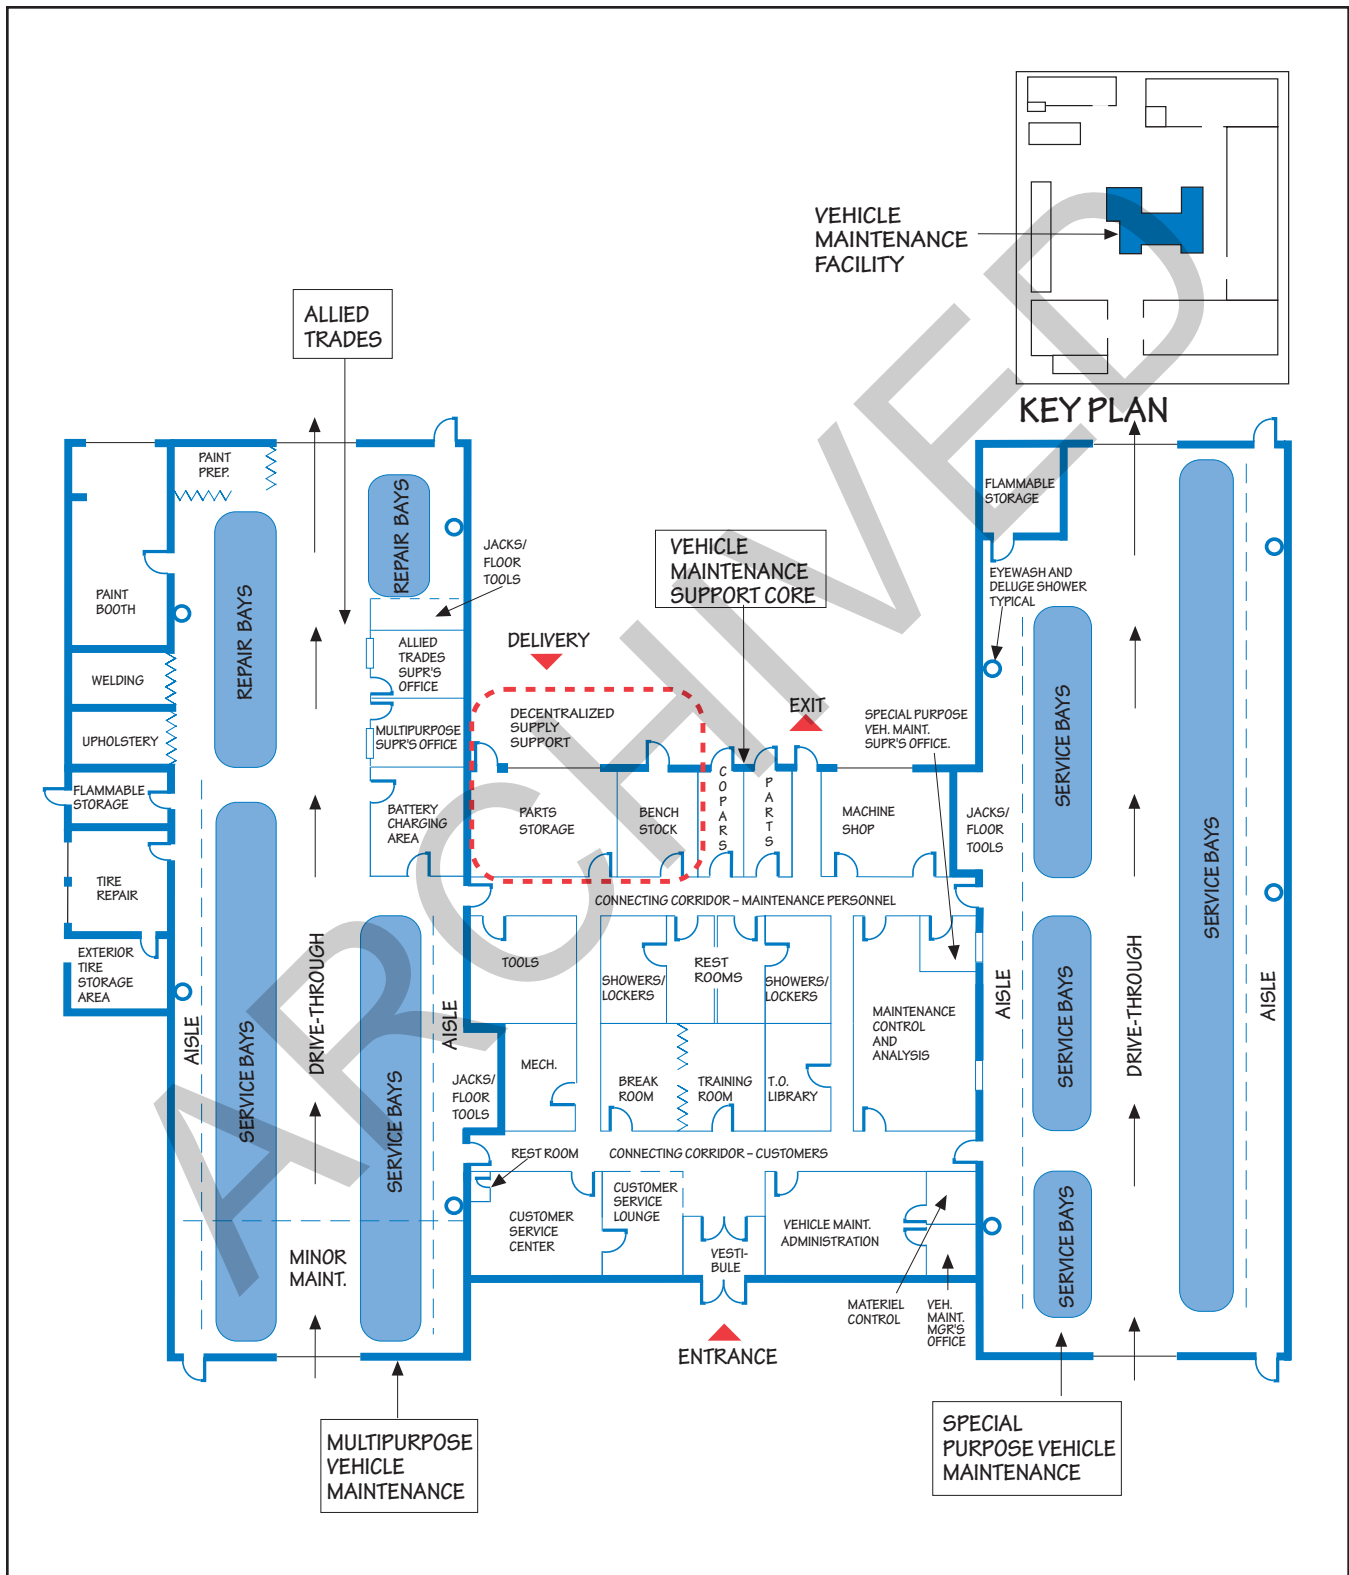 VEHICLE
MAINTENANCE
FACILITY
KEY PLAN
ALLIED
TRADES
PAINT
PREP.
REPAIR BAYS
REPAIR BAYS
JACKS/
FLOOR
TOOLS
PAINT
BOOTH
WELDING
UPHOLSTERY
FLAMMABLE
STORAGE
TIRE
REPAIR
EXTERIOR
TIRE
STORAGE
AREA
ALLIED
TRADES
SUPR'S
OFFICE
MULTIPURPOSE
SUPR'S OFFICE
BATTERY
CHARGING
AREA
DELIVERY
DECENTRALIZED
SUPPLY
SUPPORT
PARTS
STORAGE
BENCH
STOCK
VEHICLE
MAINTENANCE
SUPPORT CORE
COPARS
PARTS
EXIT
SPECIAL PURPOSE
VEH. MAINT.
SUPR'S OFFICE.
MACHINE
SHOP
JACKS/
FLOOR
TOOLS
FLAMMABLE
STORAGE
EYEWASH AND
DELUGE SHOWER
TYPICAL
SERVICE BAYS
SERVICE BAYS
SERVICE BAYS
SERVICE BAYS
AISLE
DRIVE-THROUGH
AISLE
CONNECTING CORRIDOR – MAINTENANCE PERSONNEL
TOOLS
SHOWERS/
LOCKERS
REST
ROOMS
SHOWERS/
LOCKERS
MAINTENANCE
CONTROL
AND
ANALYSIS
MECH.
BREAK
ROOM
TRAINING
ROOM
T.O.
LIBRARY
JACKS/
FLOOR
TOOLS
AISLE
SERVICE BAYS
DRIVE-THROUGH
SERVICE BAYS
AISLE
REST ROOM
CONNECTING CORRIDOR – CUSTOMERS
CUSTOMER
SERVICE
CENTER
CUSTOMER
SERVICE
LOUNGE
VESTI-
BULE
VEHICLE MAINT.
ADMINISTRATION
MINOR
MAINT.
MATERIEL
CONTROL
VEH.
MAINT.
MGR'S
OFFICE
ENTRANCE
MULTIPURPOSE
VEHICLE
MAINTENANCE
SPECIAL
PURPOSE VEHICLE
MAINTENANCE
ARCHIVED